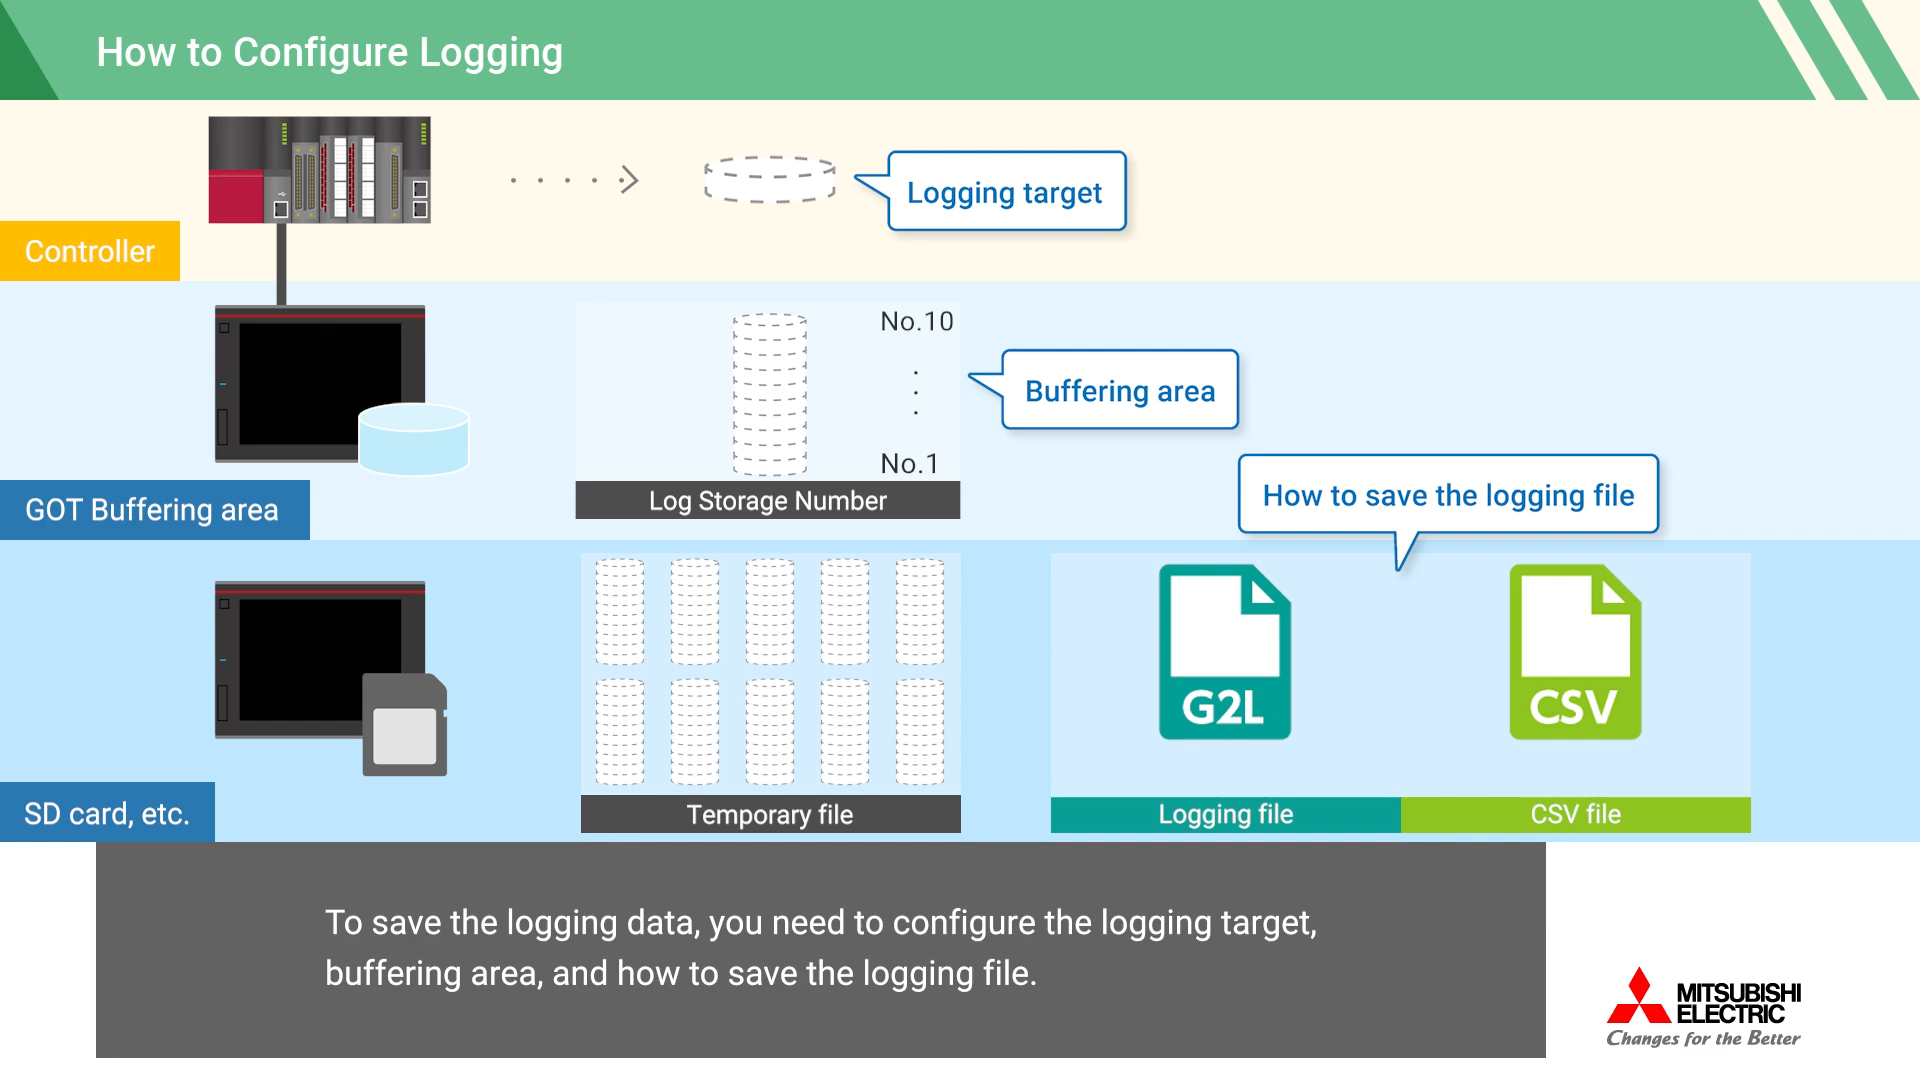 How to Configure Logging
Logging target
Controller
No.10
Buffering area
No.1
How to save the logging file
Log Storage Number
GOT Buffering area
G2L
CSV
SD card, etc.
Temporary file
Logging file
CSV file
To save the logging data, you need to configure the logging target,
buffering area, and how to save the logging file.
MITSUBISHI
ELECTRIC
Changes for the Better